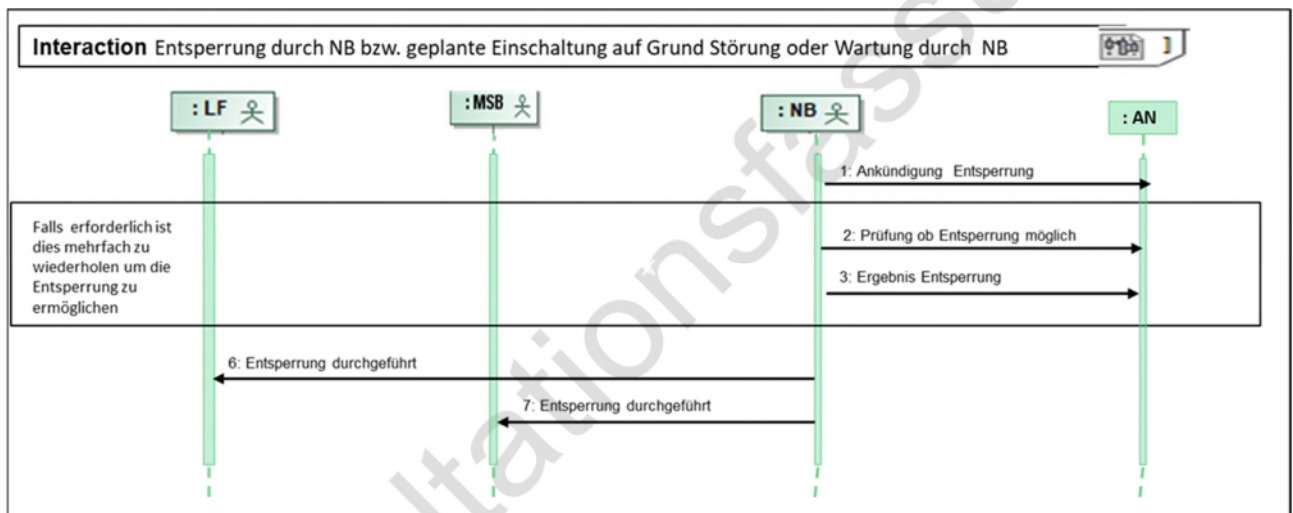 Interaction Entsperrung durch NB bzw. geplante Einschaltung auf Grund Störung oder Wartung durch NB
: LF
: MSB
: NB
: AN
1: Ankündigung Entsperrung
Falls erforderlich ist
dies mehrfach zu
wiederholen um die
Entsperrung zu
ermöglichen
2: Prüfung ob Entsperrung möglich
3: Ergebnis Entsperrung
6: Entsperrung durchgeführt
7: Entsperrung durchgeführt
ltationsfass